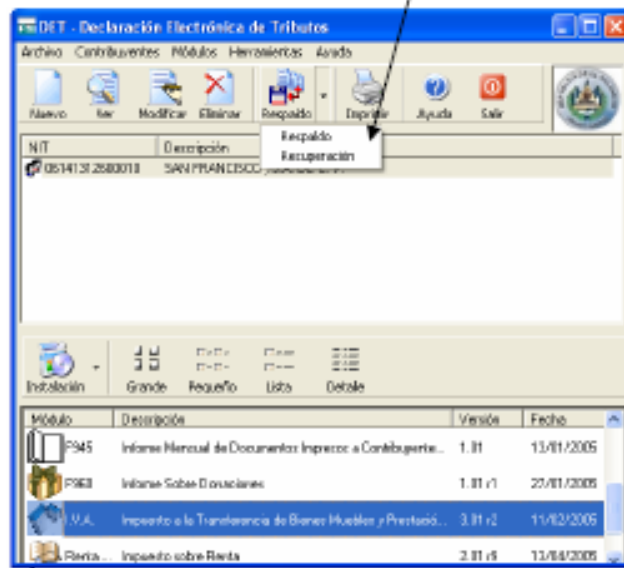 DET - Declaración Electrónica de Tributos
Archivo Contribuyentes Módulos Herramientas Ayuda
Nuevo Ver Modificar Eliminar Respaldo Imprimir Ayuda Salir
Respaldo
Recuperación
NIT Descripción
SAN FRANCISCO
Instalación Grande Pequeño Lista Detalle
Módulo Descripción Versión Fecha
F945 Informe Mensual de Documentos Impresos a Contribuyente... 1.01 13/01/2005
F960 Informe Sobre Donaciones 1.01 r1 27/01/2005
I.V.A. Impuesto a la Transferencia de Bienes Muebles y Prestació... 3.01 r2 11/02/2005
Renta ... Impuesto sobre Renta 2.01 13/04/2005